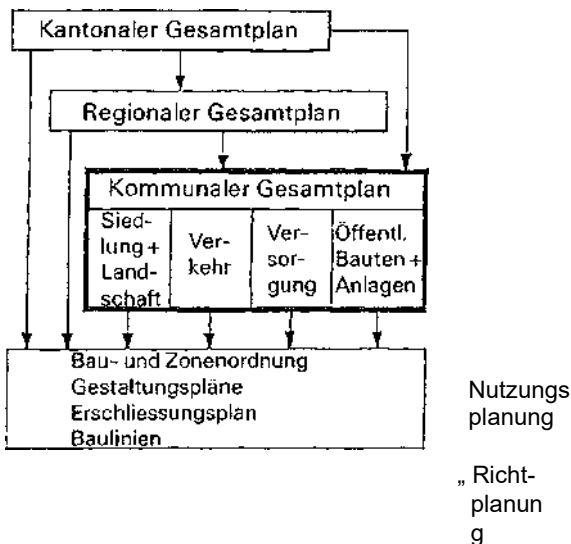 Kantonaler Gesamtplan
Regionaler Gesamtplan
Kommunaler Gesamtplan
Sied-
lung +
Land-
schaft
Ver-
kehr
Ver-
sor-
gung
Öffentl.
Bauten +
Anlagen
Bau- und Zonenordnung
Gestaltungspläne
Erschliessungsplan
Baulinien
Nutzungs
planung
„ Richt-
planun
g